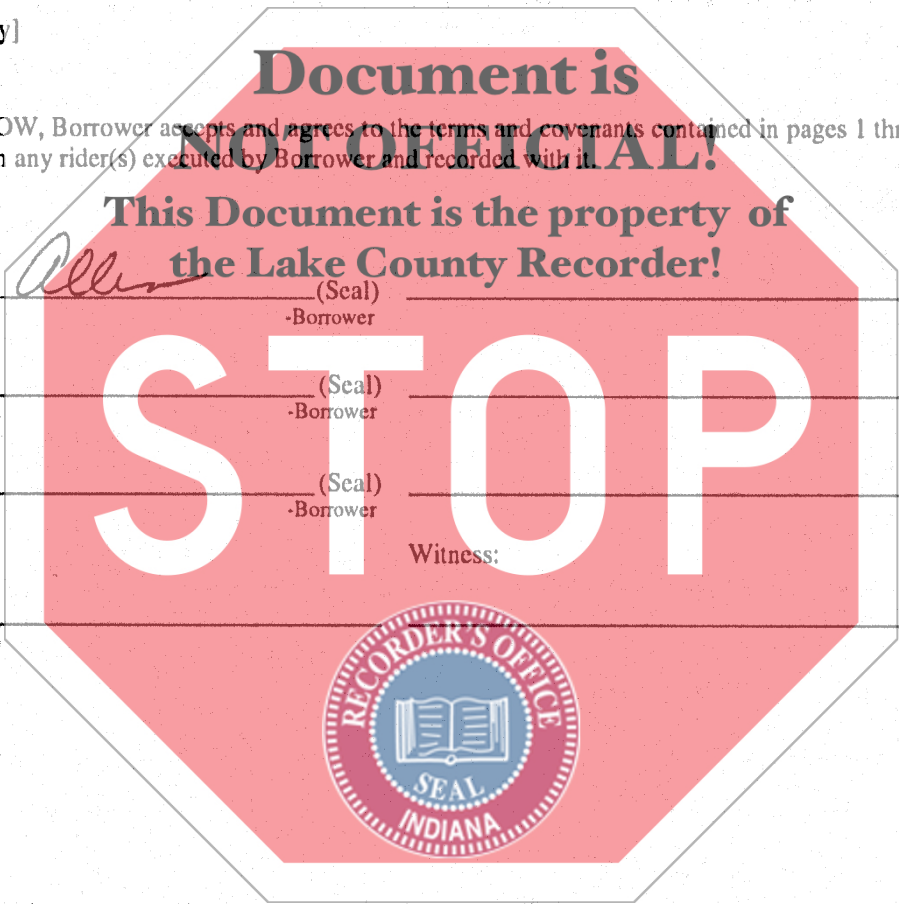 y]
Document is
OW, Borrower accepts and agrees to the terms and covenants contained in pages 1 thr
NOT OFFICIAL!
any rider(s) executed by Borrower and recorded with it.
This Document is the property of
Allen
the Lake County Recorder!
(Seal)
-Borrower
STOP
(Seal)
-Borrower
(Seal)
-Borrower
Witness:
RECORDER'S OFFICE
SEAL
INDIANA